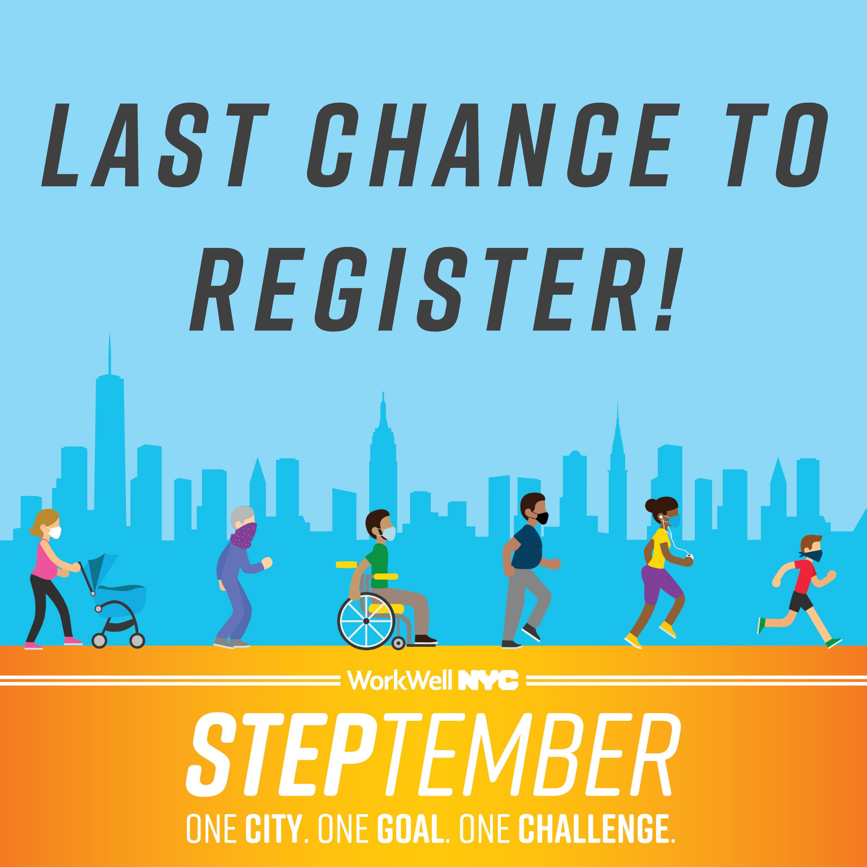 LAST CHANCE TO
REGISTER!
WorkWell NYC
STEPTEMBER
ONE CITY. ONE GOAL. ONE CHALLENGE.